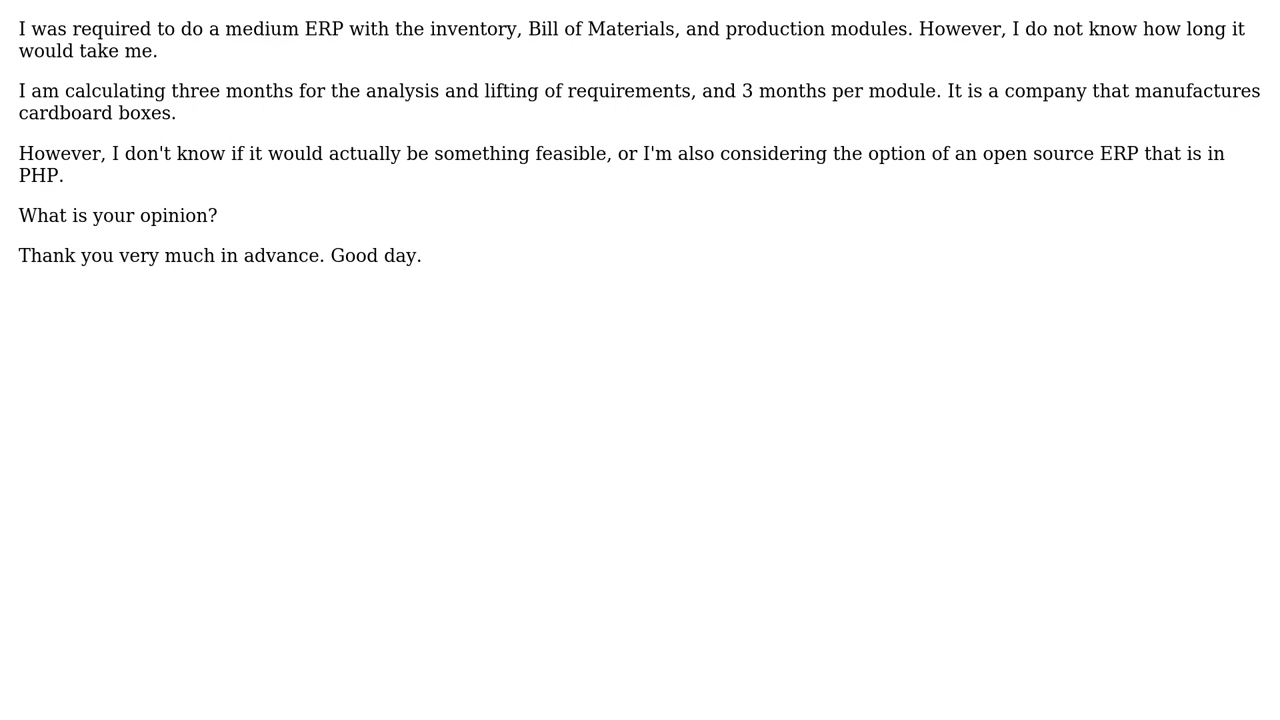 I was required to do a medium ERP with the inventory, Bill of Materials, and production modules. However, I do not know how long it
would take me.
I am calculating three months for the analysis and lifting of requirements, and 3 months per module. It is a company that manufactures
cardboard boxes.
However, I don't know if it would actually be something feasible, or I'm also considering the option of an open source ERP that is in
PHP.
What is your opinion?
Thank you very much in advance. Good day.